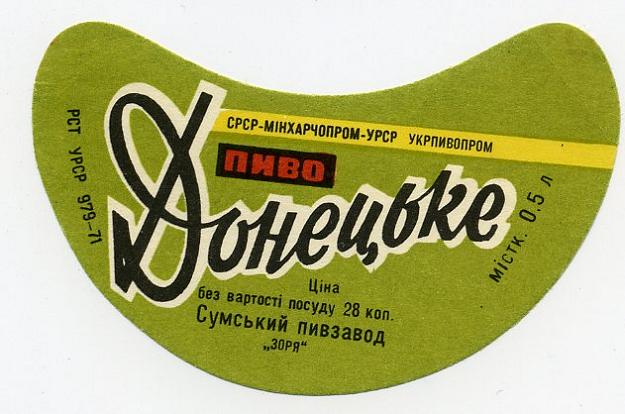 СРСР-МІНХАРЧОПРОМ-УРСР УКРПИВОПРОМ
ПИВО
Донецьке
РСТ УРСР 979-71
Містк. 0,5 л
Ціна
без вартості посуду 28 коп.
Сумський пивзавод
„ЗОРЯ“